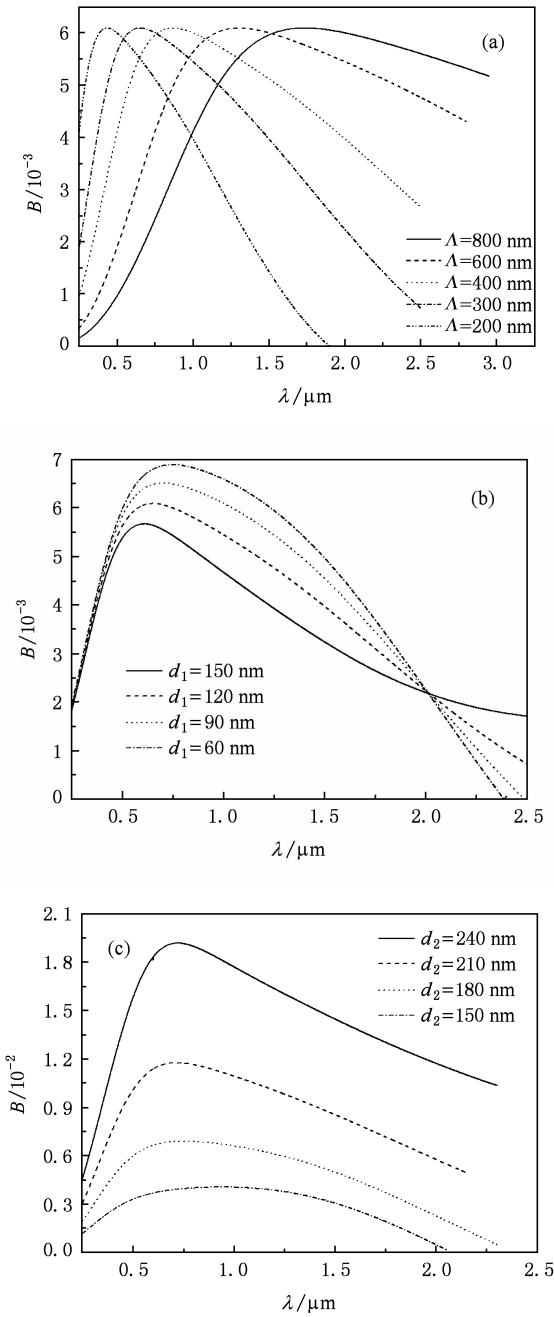 6
(a)
5
4
B/10⁻³
3
2
Λ=800 nm
Λ=600 nm
1
Λ=400 nm
Λ=300 nm
Λ=200 nm
0
0.5 1.0 1.5 2.0 2.5 3.0
λ/μm
7
6
(b)
5
4
B/10⁻³
3
d₁=150 nm
2
d₁=120 nm
d₁=90 nm
1
d₁=60 nm
0
0.5 1.0 1.5 2.0 2.5
λ/μm
2.1
(c)
d₂=240 nm
1.8
d₂=210 nm
d₂=180 nm
1.5
d₂=150 nm
1.2
B/10⁻²
0.9
0.6
0.3
0.0
0.5 1.0 1.5 2.0 2.5
λ/μm